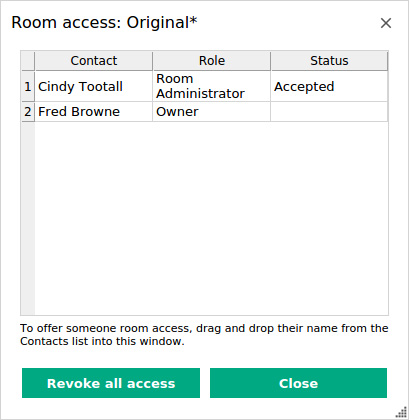 Room access: Original*
Contact Role Status
1 Cindy Tootall Room Administrator Accepted
2 Fred Browne Owner
To offer someone room access, drag and drop their name from the
Contacts list into this window.
Revoke all access Close